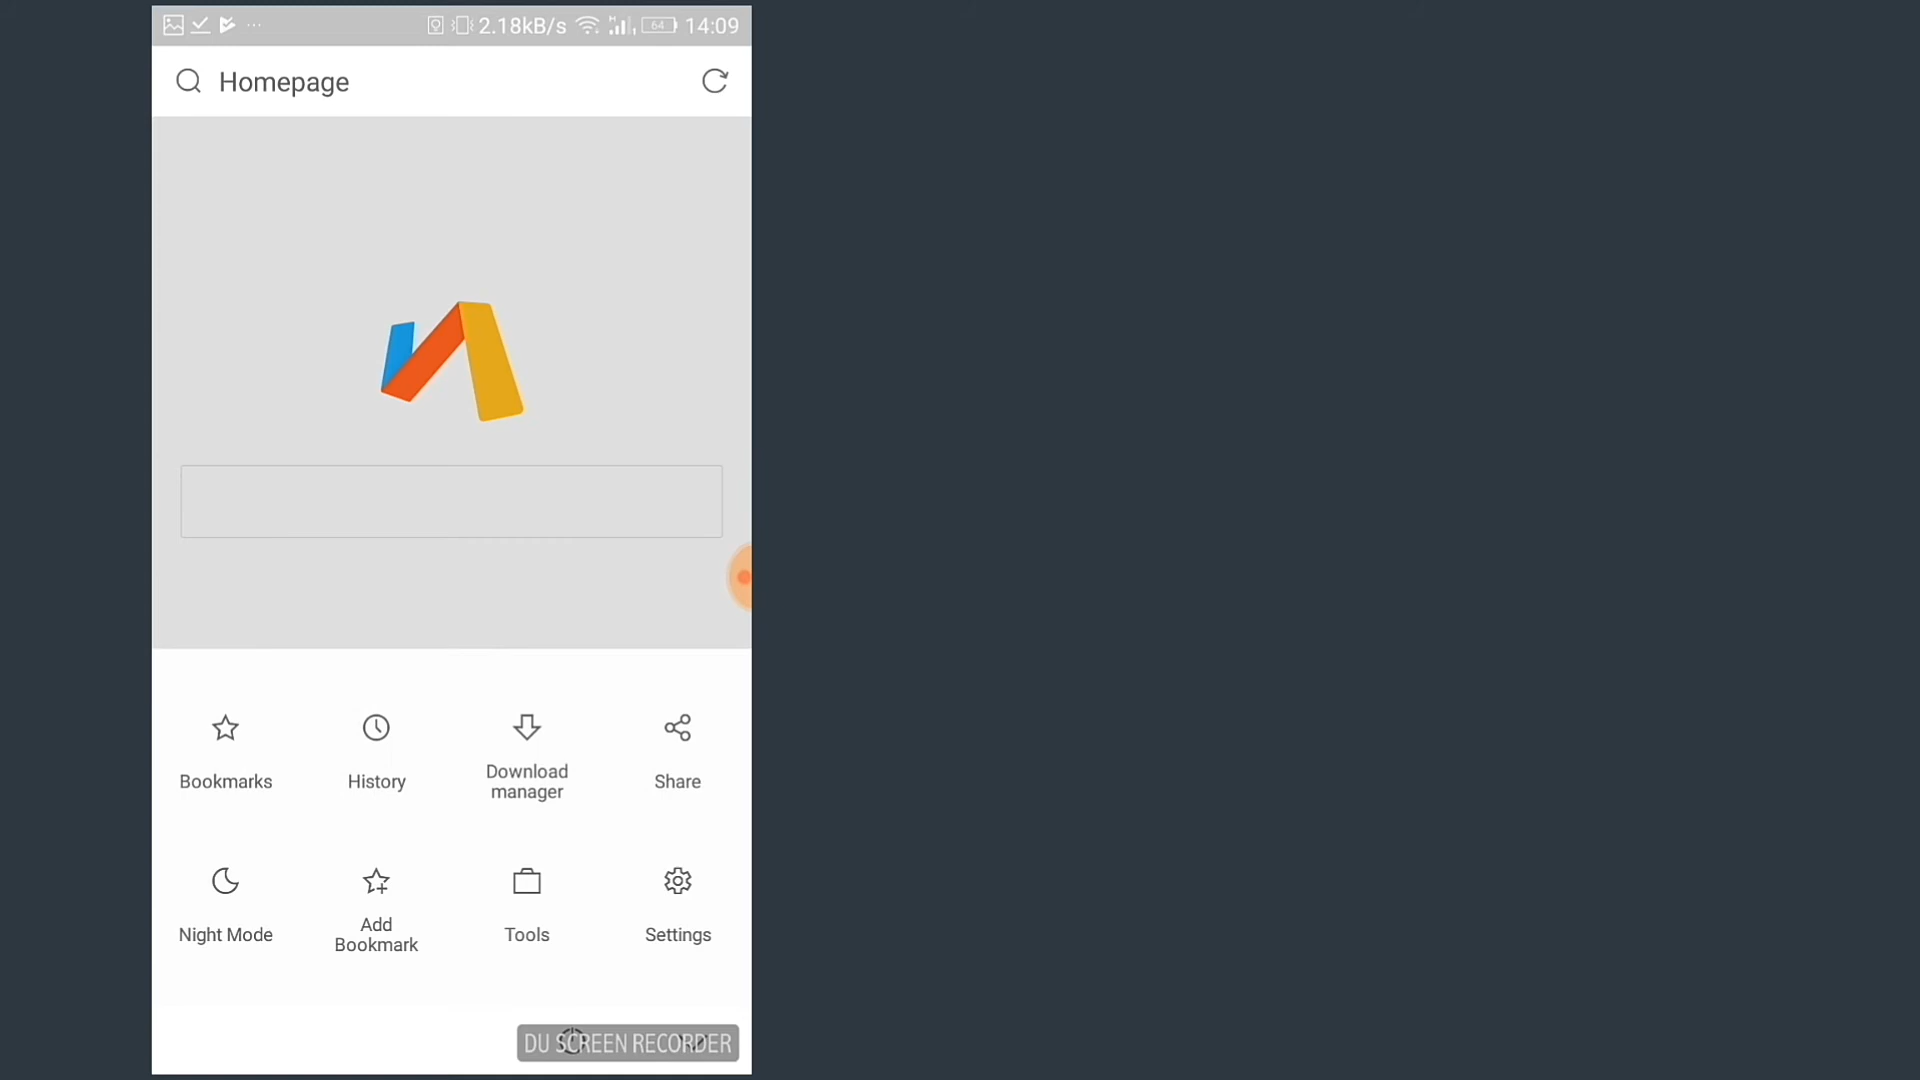 2.18kB/s 64 14:09
Homepage
Bookmarks
History
Download
manager
Share
Night Mode
Add
Bookmark
Tools
Settings
DU SCREEN RECORDER